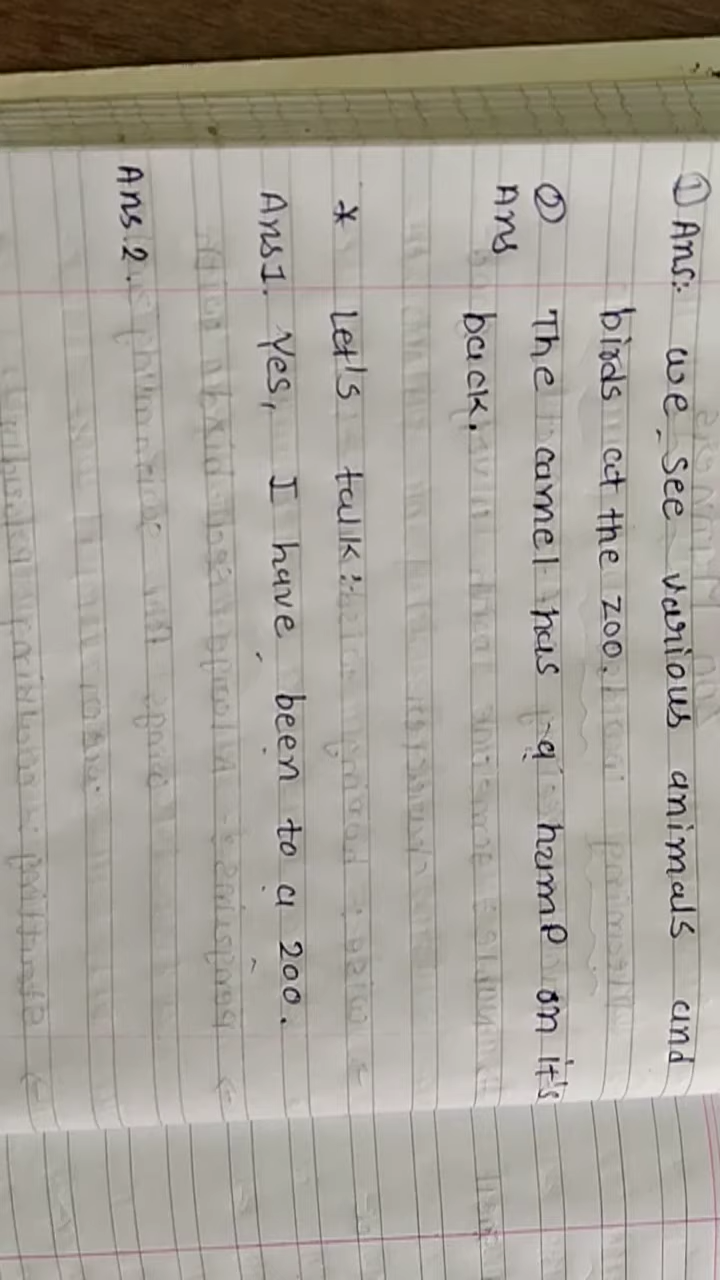 ① Ans: we see various animals and
birds at the zoo.
② The camel has a hump on it's
Ans back.
* Let's talk:
Ans1. Yes, I have been to a zoo.
Ans.2.